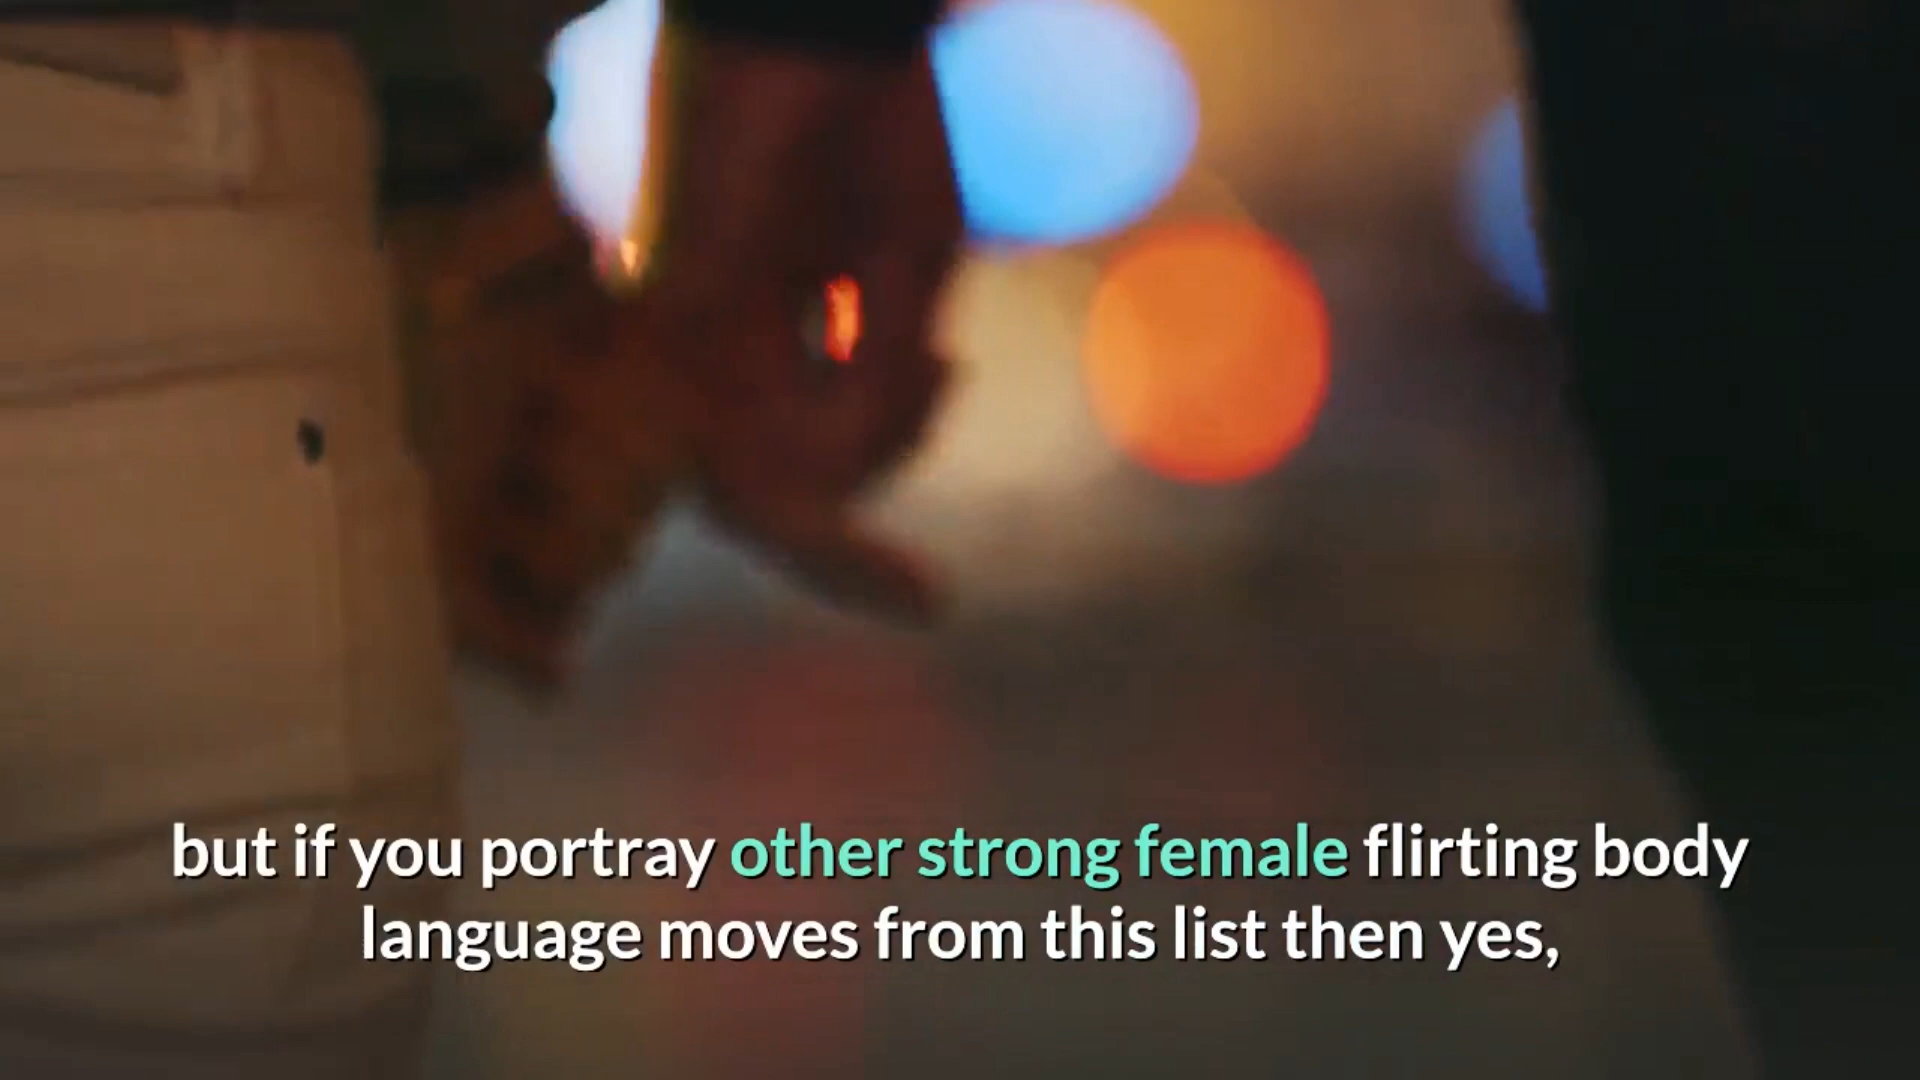 but if you portray other strong female flirting body
language moves from this list then yes,